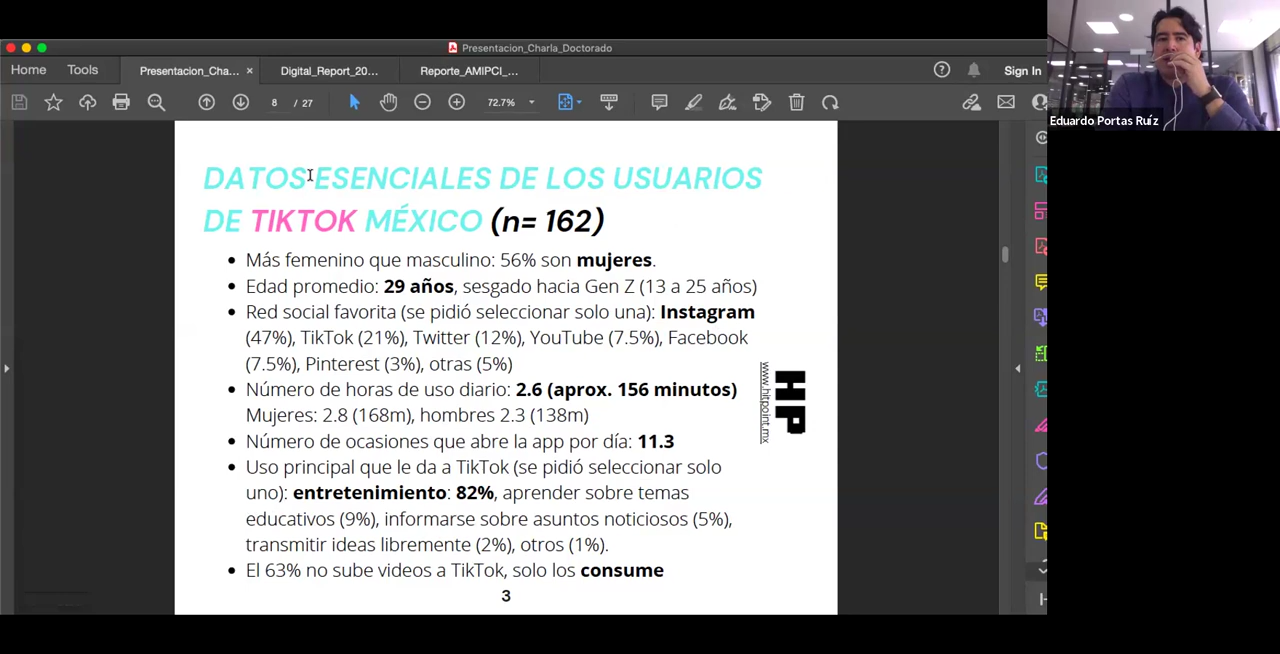 Presentacion_Charla_Doctorado
Home
Tools
Presentacion_Cha... ×
Digital_Report_20...
Reporte_AMIPCI_...
Sign In
8 / 27
72.7%
Eduardo Portas Ruíz
DATOS ESENCIALES DE LOS USUARIOS
DE TIKTOK MÉXICO (n= 162)
• Más femenino que masculino: 56% son mujeres.
• Edad promedio: 29 años, sesgado hacia Gen Z (13 a 25 años)
• Red social favorita (se pidió seleccionar solo una): Instagram
(47%), TikTok (21%), Twitter (12%), YouTube (7.5%), Facebook
(7.5%), Pinterest (3%), otras (5%)
• Número de horas de uso diario: 2.6 (aprox. 156 minutos)
Mujeres: 2.8 (168m), hombres 2.3 (138m)
• Número de ocasiones que abre la app por día: 11.3
• Uso principal que le da a TikTok (se pidió seleccionar solo
uno): entretenimiento: 82%, aprender sobre temas
educativos (9%), informarse sobre asuntos noticiosos (5%),
transmitir ideas libremente (2%), otros (1%).
• El 63% no sube videos a TikTok, solo los consume
HP
www.hitpoint.mx
3